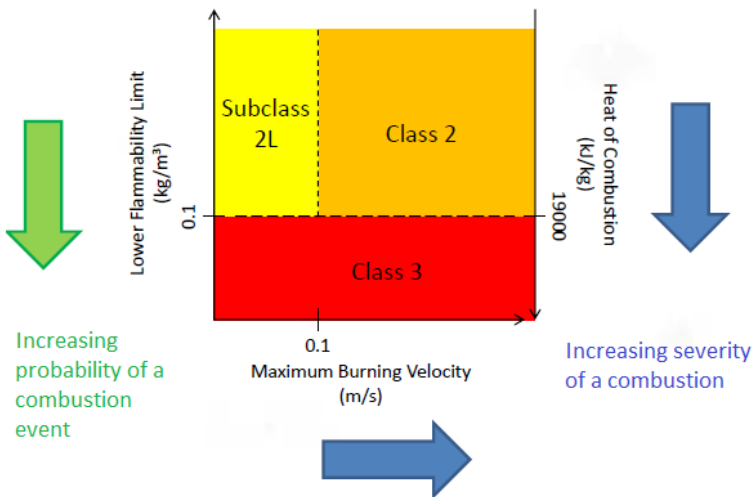 Lower Flammability Limit
(kg/m³)
0.1
Subclass
2L
Class 2
Class 3
Heat of Combustion
(kJ/kg)
19000
0.1
Maximum Burning Velocity
(m/s)
Increasing
probability of a
combustion
event
Increasing severity
of a combustion